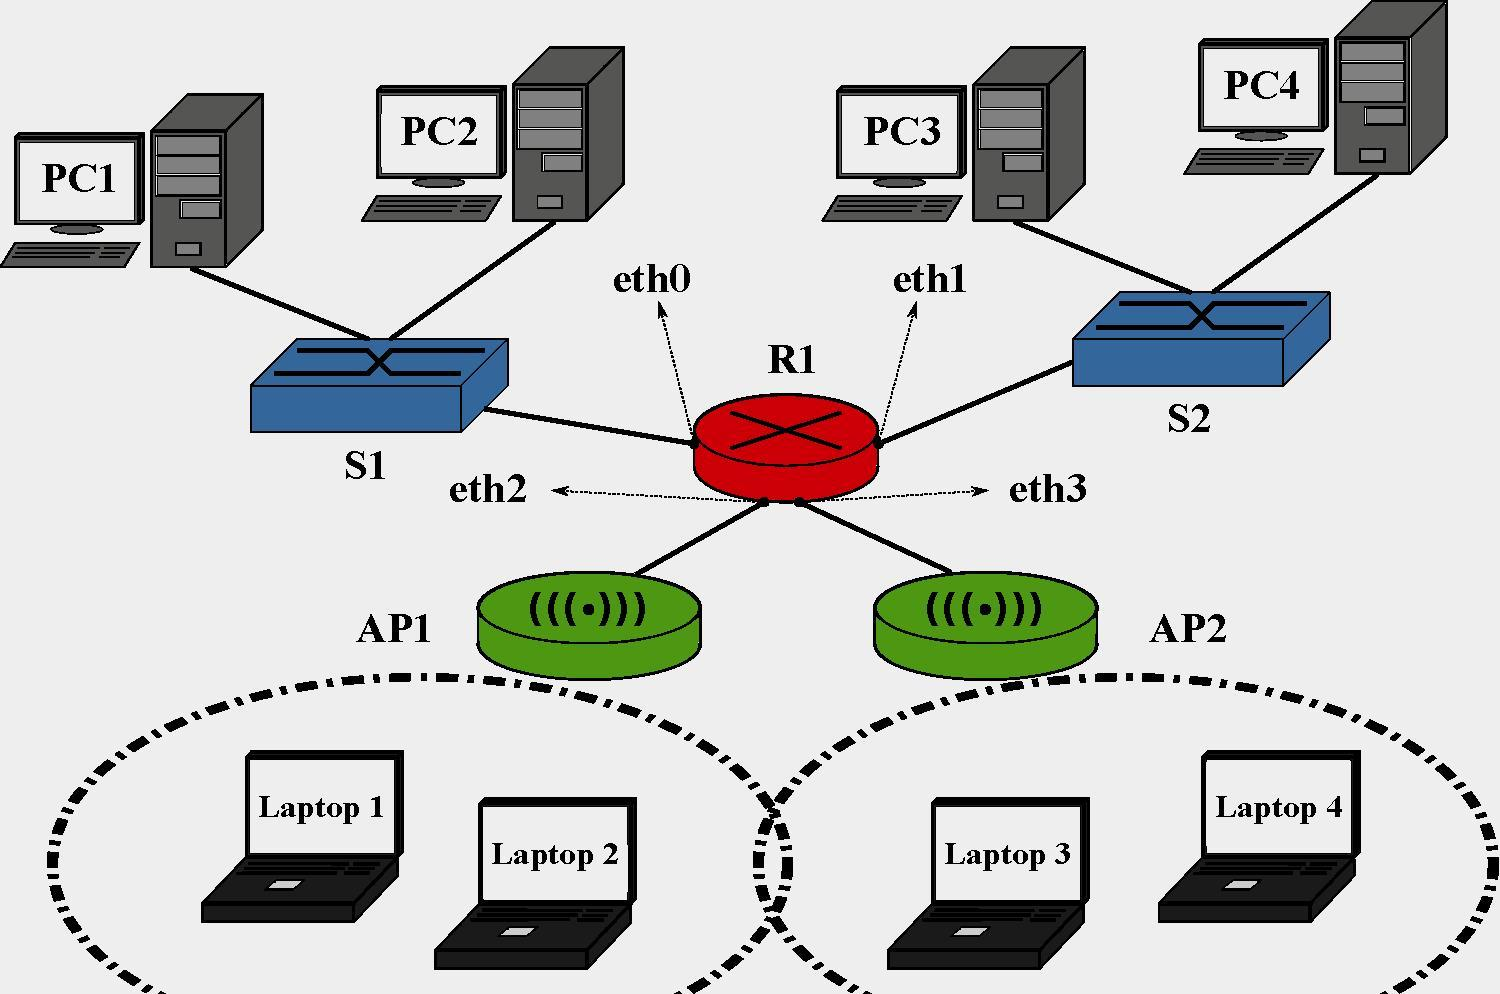 PC1
PC2
PC3
PC4
eth0
eth1
R1
S1
S2
eth2
eth3
AP1
AP2
Laptop 1
Laptop 2
Laptop 3
Laptop 4